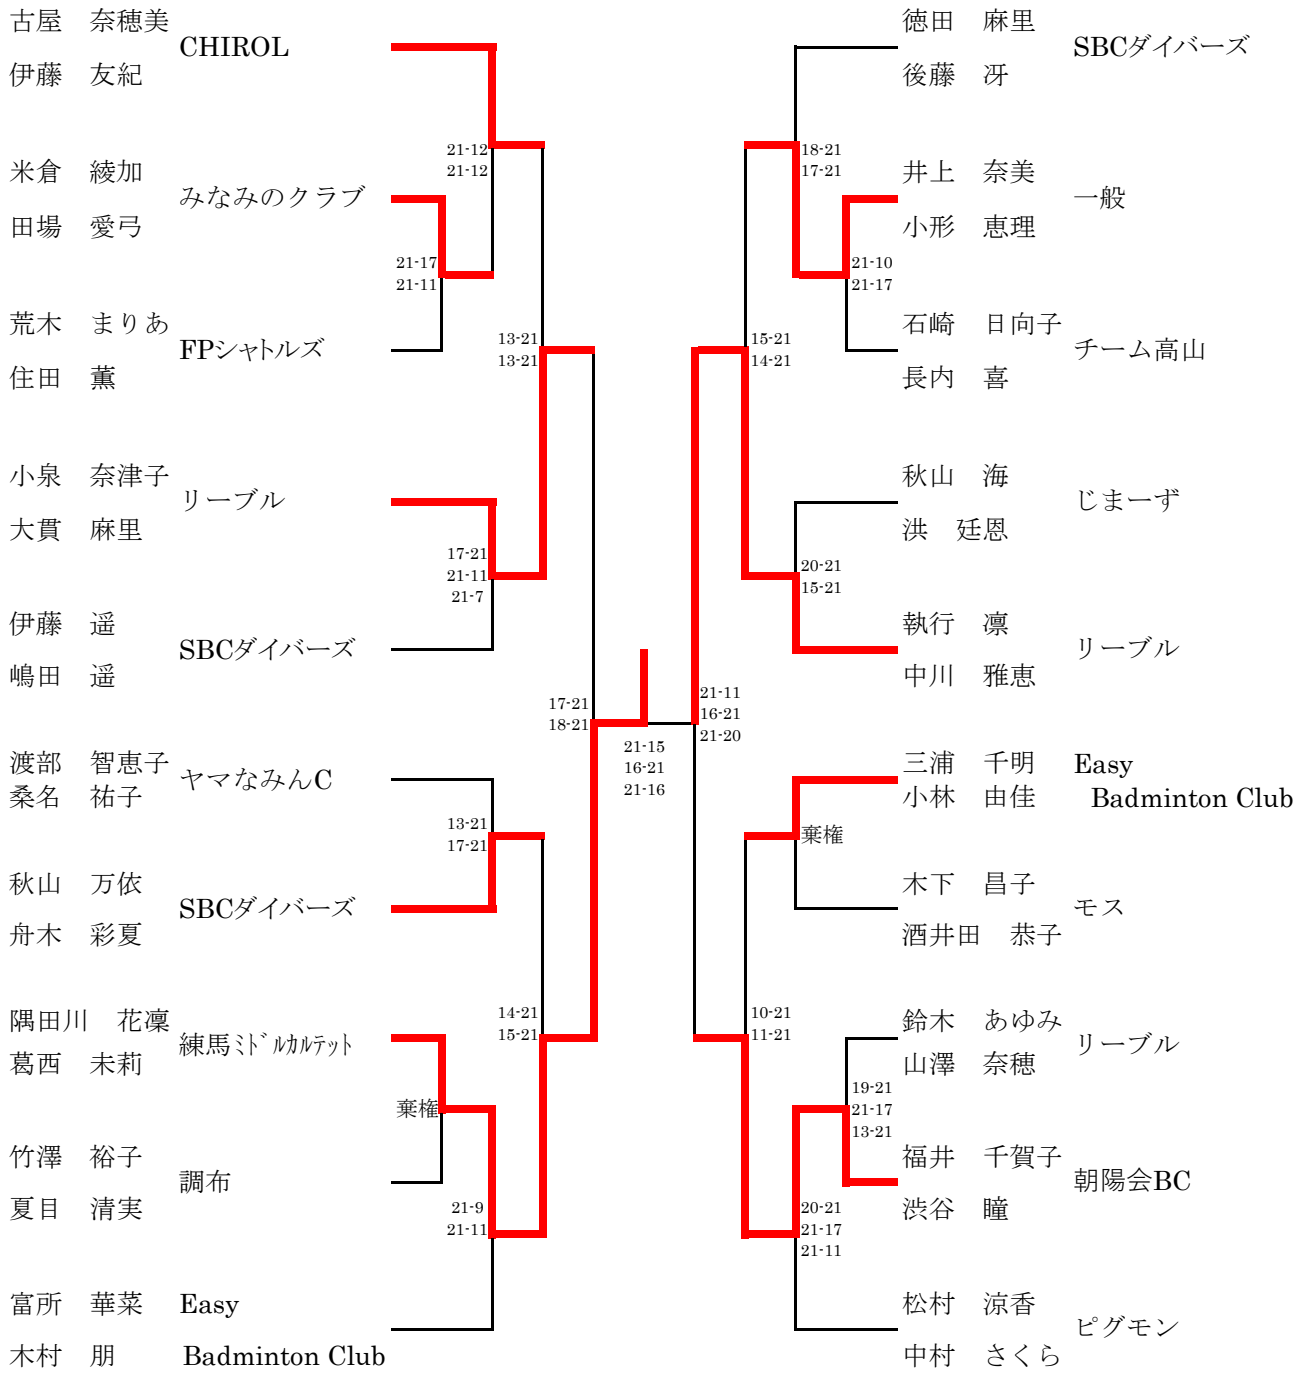 古屋　奈穂美
CHIROL
伊藤　友紀
21-12
21-12
米倉　綾加
みなみのクラブ
田場　愛弓
21-17
21-11
荒木　まりあ
FPシャトルズ
住田　薫
13-21
13-21
小泉　奈津子
リーブル
大貫　麻里
17-21
21-11
21-7
伊藤　遥
SBCダイバーズ
嶋田　遥
17-21
18-21
渡部　智恵子
ヤマなみんC
桑名　祐子
13-21
17-21
秋山　万依
SBCダイバーズ
舟木　彩夏
14-21
15-21
隅田川　花凜
練馬ﾐﾄﾞﾙｶﾙﾃｯﾄ
葛西　未莉
棄権
竹澤　裕子
調布
夏目　清実
21-9
21-11
富所　華菜
Easy
木村　朋
Badminton Club
21-15
16-21
21-16
徳田　麻里
SBCダイバーズ
後藤　冴
18-21
17-21
井上　奈美
一般
小形　恵理
21-10
21-17
石崎　日向子
チーム高山
長内　喜
15-21
14-21
秋山　海
じまーず
洪　廷恩
20-21
15-21
執行　凛
リーブル
中川　雅恵
21-11
16-21
21-20
三浦　千明
Easy
小林　由佳
Badminton Club
棄権
木下　昌子
モス
酒井田　恭子
10-21
11-21
鈴木　あゆみ
リーブル
山澤　奈穂
19-21
21-17
13-21
福井　千賀子
朝陽会BC
渋谷　瞳
20-21
21-17
21-11
松村　涼香
ピグモン
中村　さくら